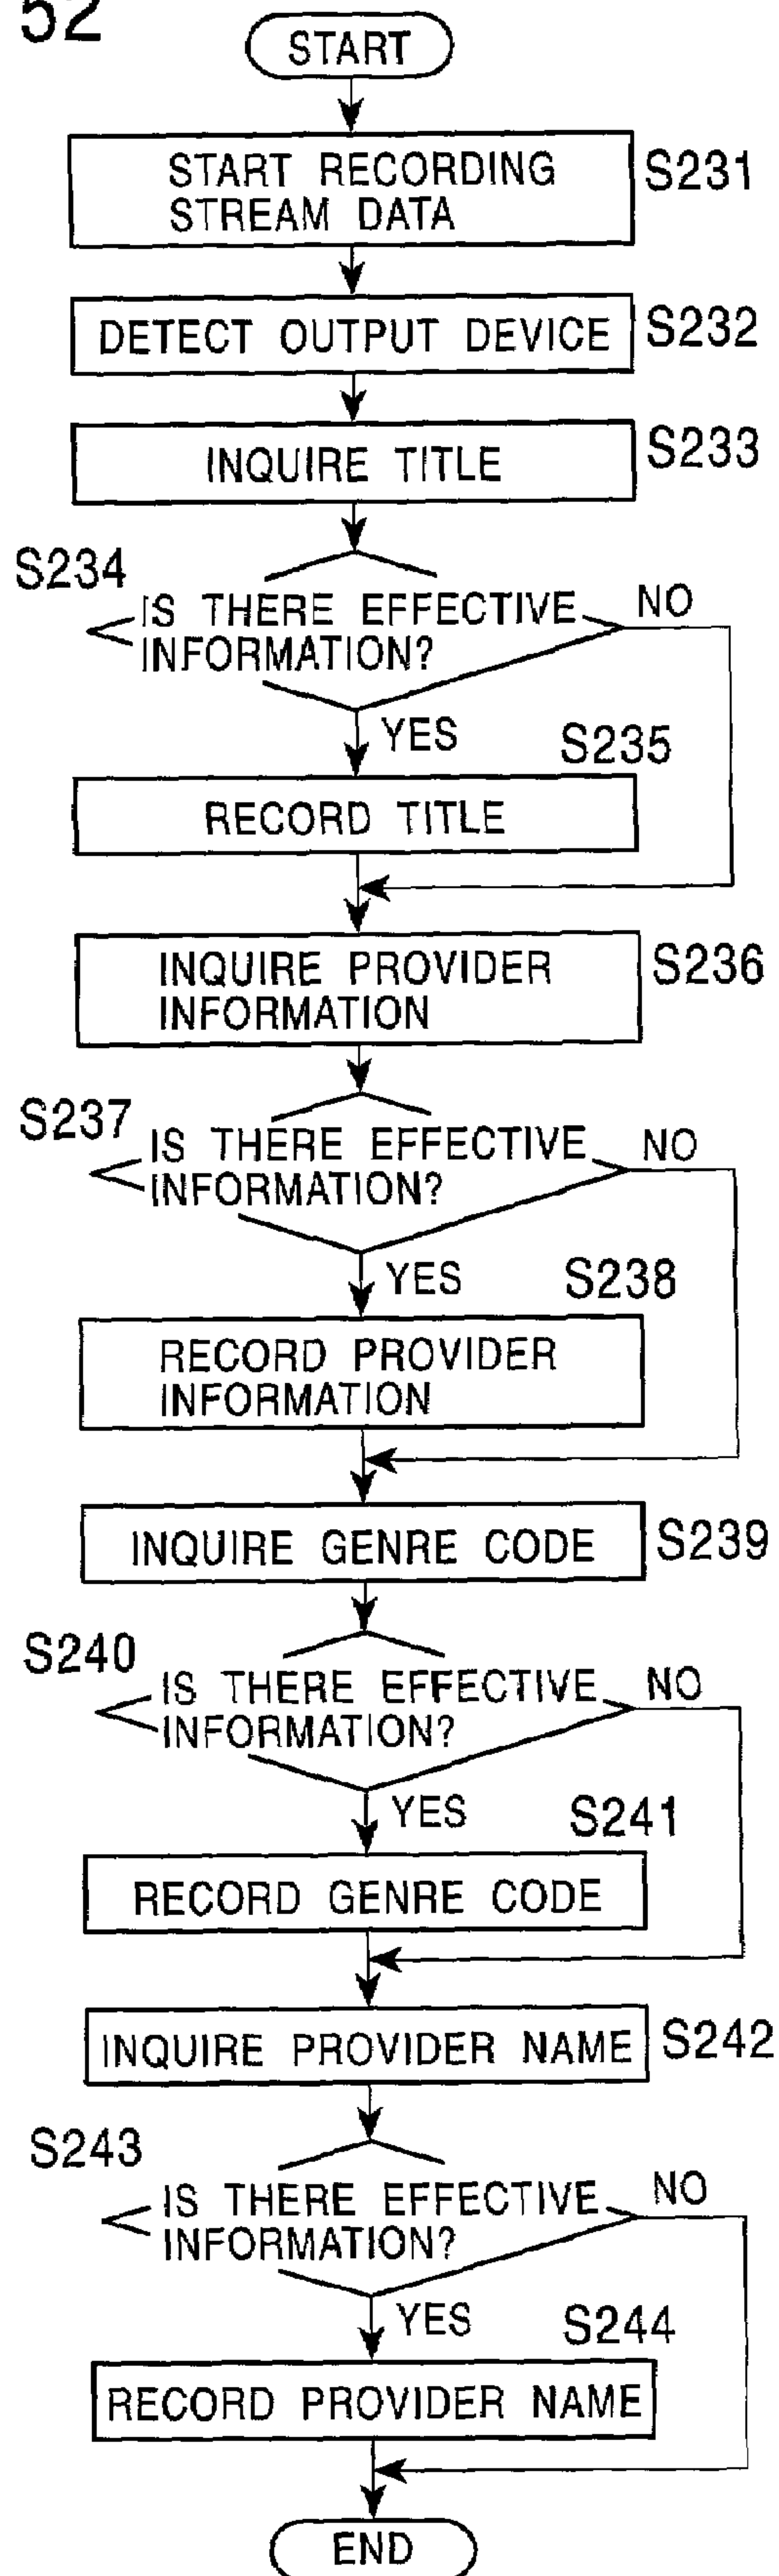 52
START
START RECORDING
STREAM DATA
S231
DETECT OUTPUT DEVICE
S232
INQUIRE TITLE
S233
S234
IS THERE EFFECTIVE
INFORMATION?
NO
YES
S235
RECORD TITLE
INQUIRE PROVIDER
INFORMATION
S236
S237
IS THERE EFFECTIVE
INFORMATION?
NO
YES
S238
RECORD PROVIDER
INFORMATION
INQUIRE GENRE CODE
S239
S240
IS THERE EFFECTIVE
INFORMATION?
NO
YES
S241
RECORD GENRE CODE
INQUIRE PROVIDER NAME
S242
S243
IS THERE EFFECTIVE
INFORMATION?
NO
YES
S244
RECORD PROVIDER NAME
END